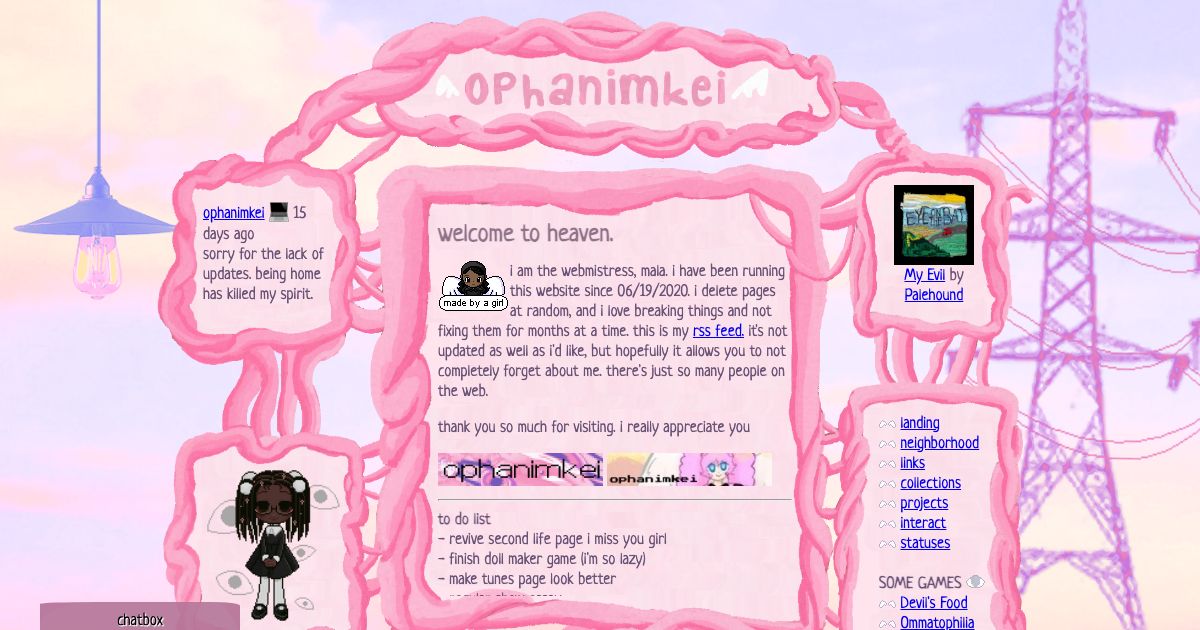 ophanimkei
ophanimkei 15
days ago
sorry for the lack of
updates. being home
has killed my spirit.
welcome to heaven.
made by a girl
i am the webmistress, maia. i have been running
this website since 06/19/2020. i delete pages
at random, and i love breaking things and not
fixing them for months at a time. this is my rss feed. it's not
updated as well as i'd like, but hopefully it allows you to not
completely forget about me. there's just so many people on
the web.
thank you so much for visiting. i really appreciate you
ophanimkei
ophanimkei
to do list
- revive second life page i miss you girl
- finish doll maker game (i'm so lazy)
- make tunes page look better
EYE ON THE BAT
My Evil by
Palehound
landing
neighborhood
links
collections
projects
interact
statuses
SOME GAMES
Devil's Food
Ommatophilia
chatbox